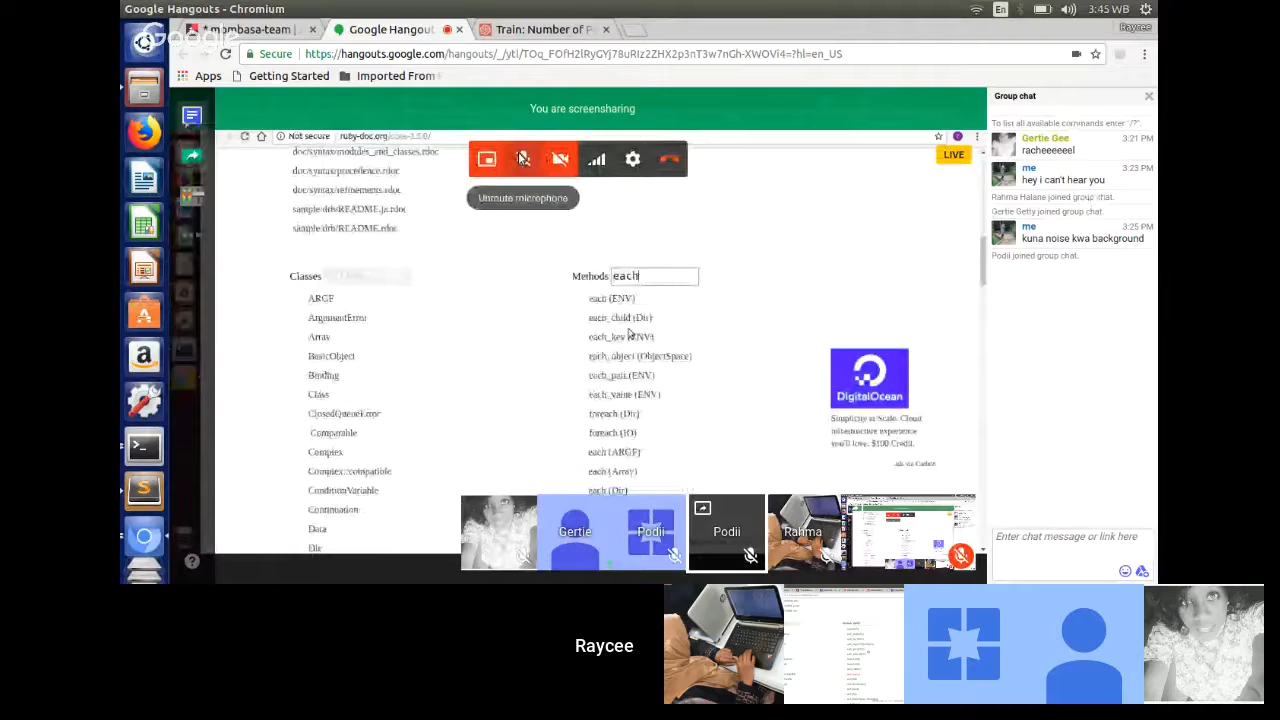 Google Hangouts - Chromium
En
3:45 WB
* mombasa-team |
Google Hangout
Train: Number of P
Raycee
Google
Secure
https://hangouts.google.com/hangouts/_/ytl/
?hl=en_US
Apps
Getting Started
Imported From
You are screensharing
Group chat
To list all available commands enter "/?".
Gertie Gee
3:21 PM
racheeeeeel
me
3:23 PM
hey i can't hear you
Rahma Halane joined group chat.
Gertie Getty joined group chat.
me
3:25 PM
kuna noise kwa background
Podii joined group chat.
Not secure
LIVE
doc/syntax/modules_and_classes.rdoc
doc/syntax/precedence.rdoc
doc/syntax/refinements.rdoc
sample/drb/README.ja.rdoc
sample/drb/README.rdoc
Unmute microphone
Classes
Methods
each
ARGF
ArgumentError
Array
BasicObject
Binding
Class
ClosedQueueError
Comparable
Complex
Complex::compatible
ConditionVariable
Continuation
Data
Dir
each (ENV)
each_child (Dir)
each_key (ENV)
each_object (ObjectSpace)
each_pair (ENV)
each_value (ENV)
foreach (Dir)
foreach (IO)
each (ARGF)
each (Array)
each (Dir)
DigitalOcean
Simplicity at Scale. Cloud
infrastructure experience
you'll love. $100 Credit.
ads via Carbon
Gertie
Podii
Podii
Rahma
Enter chat message or link here
Raycee